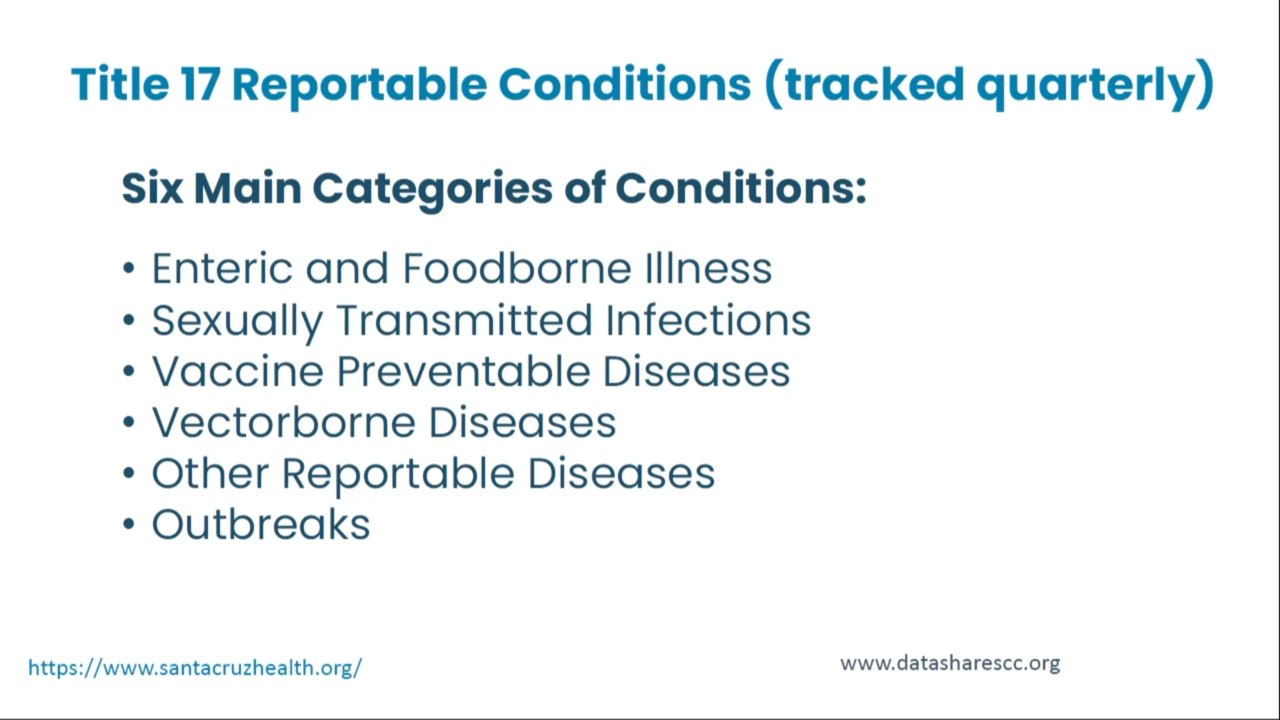 Title 17 Reportable Conditions (tracked quarterly)
Six Main Categories of Conditions:
• Enteric and Foodborne Illness
• Sexually Transmitted Infections
• Vaccine Preventable Diseases
• Vectorborne Diseases
• Other Reportable Diseases
• Outbreaks
https://www.santacruzhealth.org/
www.datasharescc.org